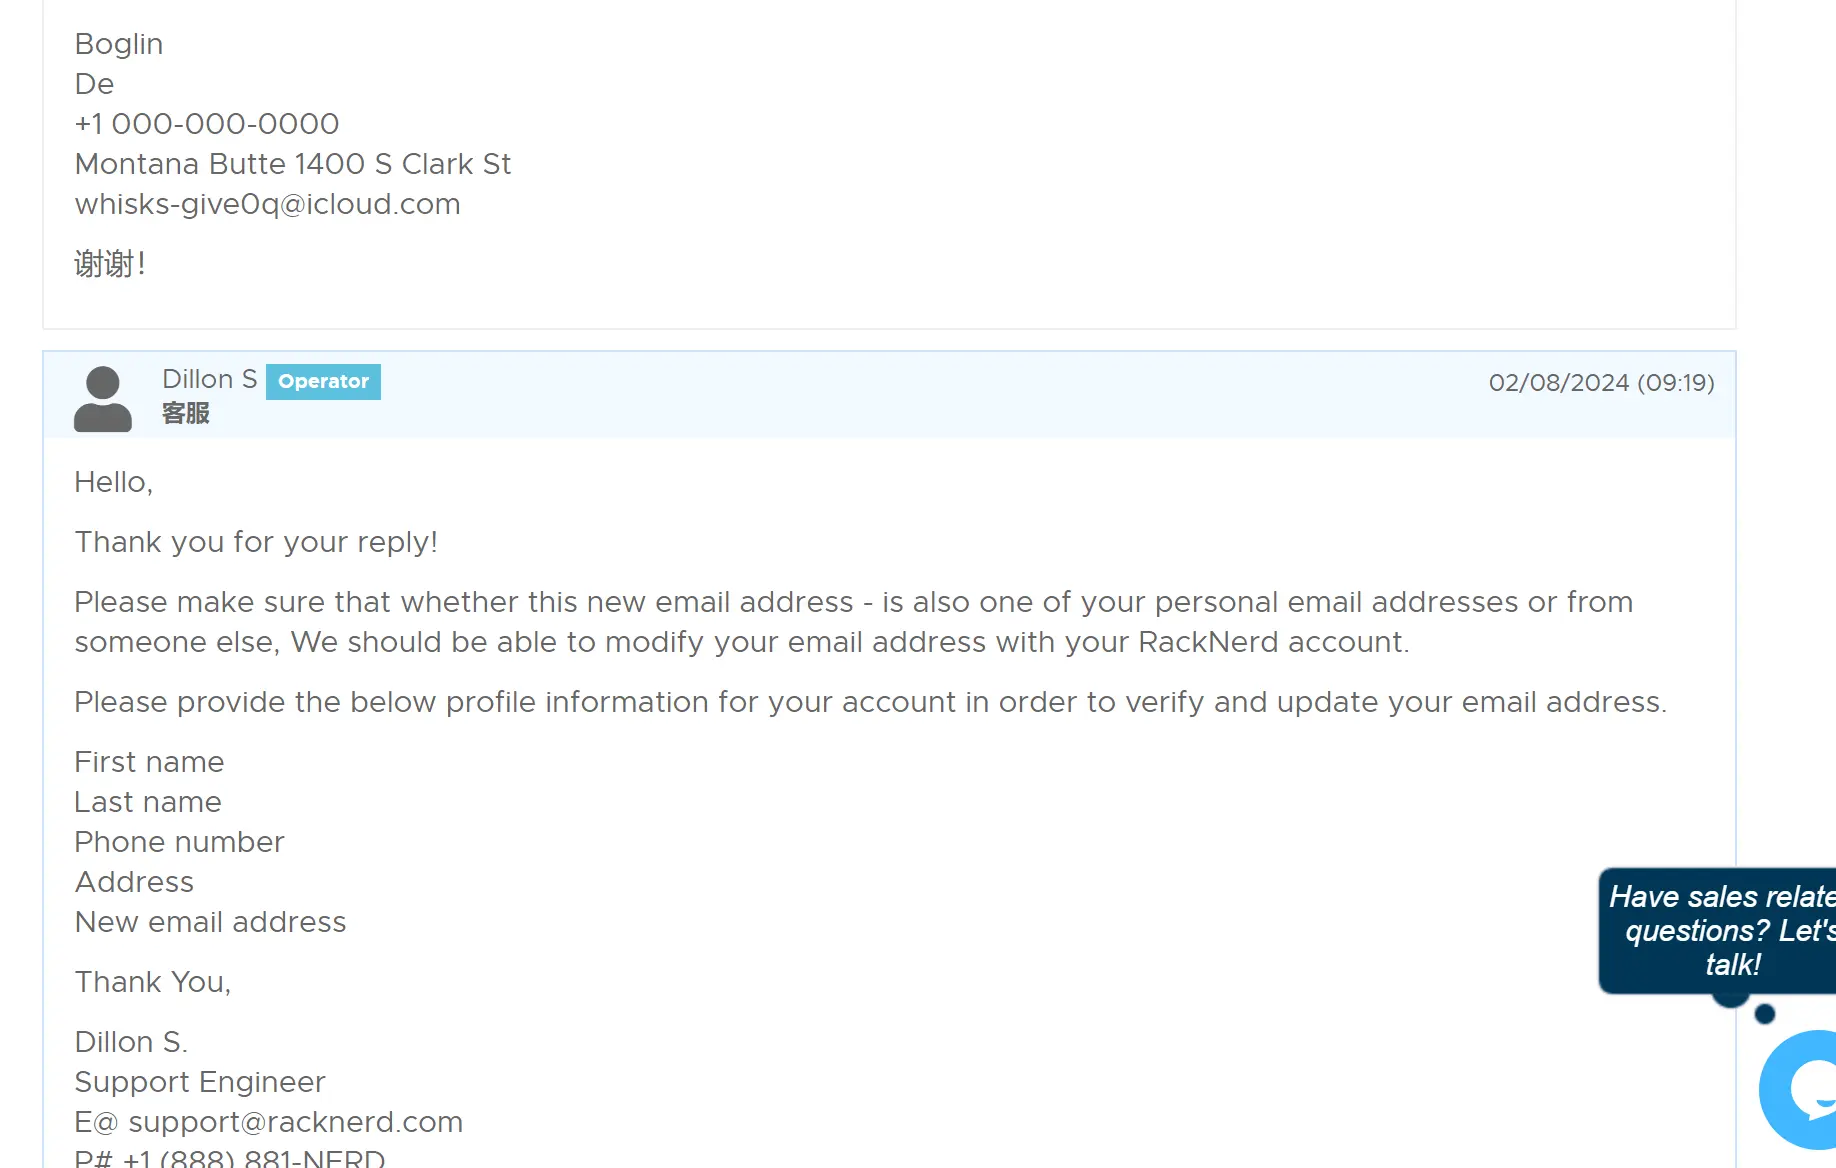 Boglin
De
+1 000-000-0000
Montana Butte 1400 S Clark St
whisks-give0q@icloud.com
谢谢!
Dillon S Operator
02/08/2024 (09:19)
客服
Hello,
Thank you for your reply!
Please make sure that whether this new email address - is also one of your personal email addresses or from
someone else, We should be able to modify your email address with your RackNerd account.
Please provide the below profile information for your account in order to verify and update your email address.
First name
Last name
Phone number
Address
New email address
Thank You,
Dillon S.
Support Engineer
E@ support@racknerd.com
P# +1 (888) 881-NERD
Have sales relate
questions? Let's
talk!